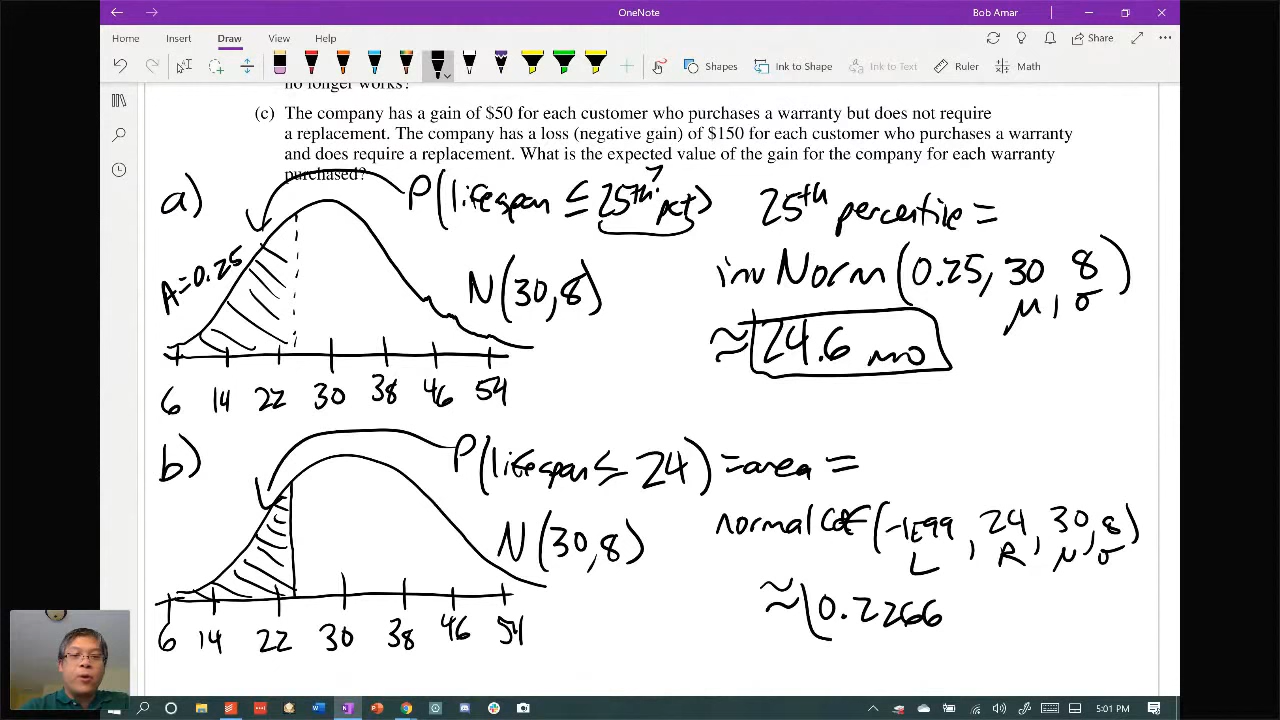 OneNote
Bob Amar
Home Insert Draw View Help
Share
Shapes
Ink to Shape
Ink to Text
Ruler
Math
no longer works?
(c) The company has a gain of $50 for each customer who purchases a warranty but does not require
a replacement. The company has a loss (negative gain) of $150 for each customer who purchases a warranty
and does require a replacement. What is the expected value of the gain for the company for each warranty
purchased?
a)
P(lifespan ≤ 25th pct)
25th percentile =
A=0.25
N(30,8)
invNorm(0.25, 30 8)
μ, σ
≈ 24.6 mo
6 14 22 30 38 46 54
b)
P(lifespan ≤ 24) = area =
N(30,8)
normalcdf(-1E99, 24, 30, 8)
L R μ σ
≈ 0.2266
6 14 22 30 38 46 54
5:01 PM